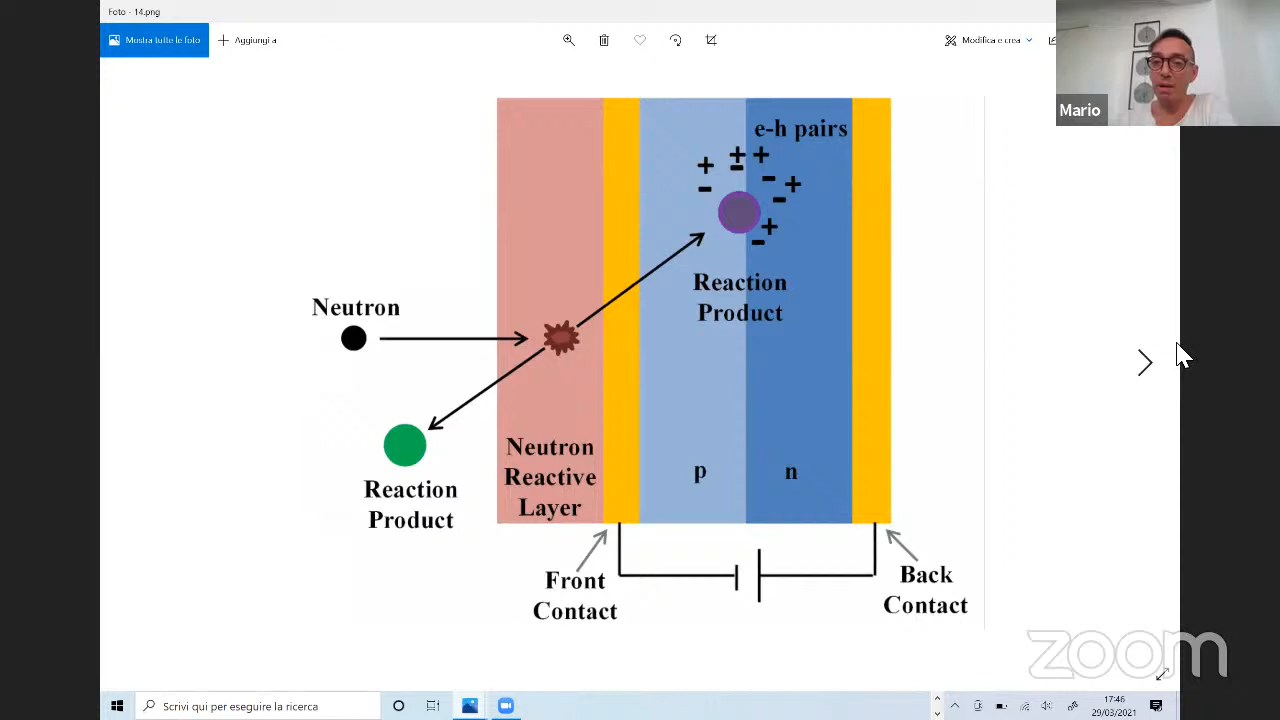 Foto - 14.png
Mostra tutte le foto
Aggiungi a
Modifica e crea
Mario
e-h pairs
+ ± + - - + - + - -
Neutron
Reaction
Product
Neutron
Reactive
Layer
p
n
Reaction
Product
Front
Contact
Back
Contact
zoom
Scrivi qui per eseguire la ricerca
17:46
29/03/2021